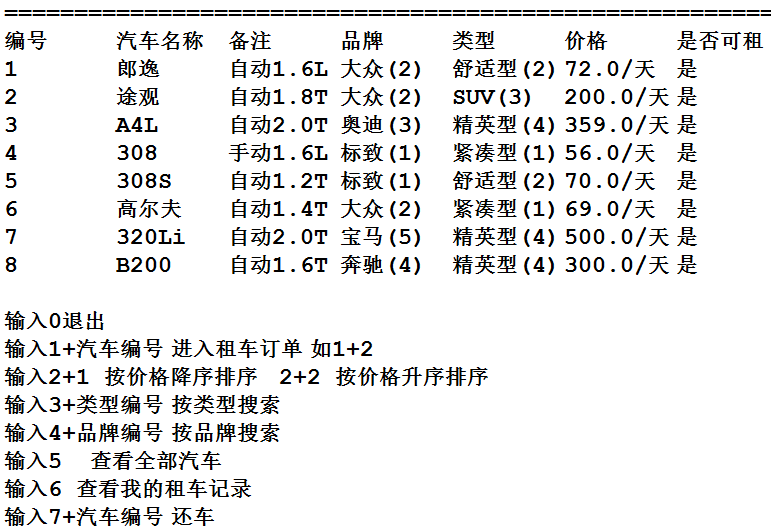 =======================================================
编号 汽车名称 备注 品牌 类型 价格 是否可租
1 郎逸 自动1.6L 大众(2) 舒适型(2) 72.0/天 是
2 途观 自动1.8T 大众(2) SUV(3) 200.0/天 是
3 A4L 自动2.0T 奥迪(3) 精英型(4) 359.0/天 是
4 308 手动1.6L 标致(1) 紧凑型(1) 56.0/天 是
5 308S 自动1.2T 标致(1) 舒适型(2) 70.0/天 是
6 高尔夫 自动1.4T 大众(2) 紧凑型(1) 69.0/天 是
7 320Li 自动2.0T 宝马(5) 精英型(4) 500.0/天 是
8 B200 自动1.6T 奔驰(4) 精英型(4) 300.0/天 是
输入0退出
输入1+汽车编号 进入租车订单 如1+2
输入2+1 按价格降序排序 2+2 按价格升序排序
输入3+类型编号 按类型搜索
输入4+品牌编号 按品牌搜索
输入5 查看全部汽车
输入6 查看我的租车记录
输入7+汽车编号 还车